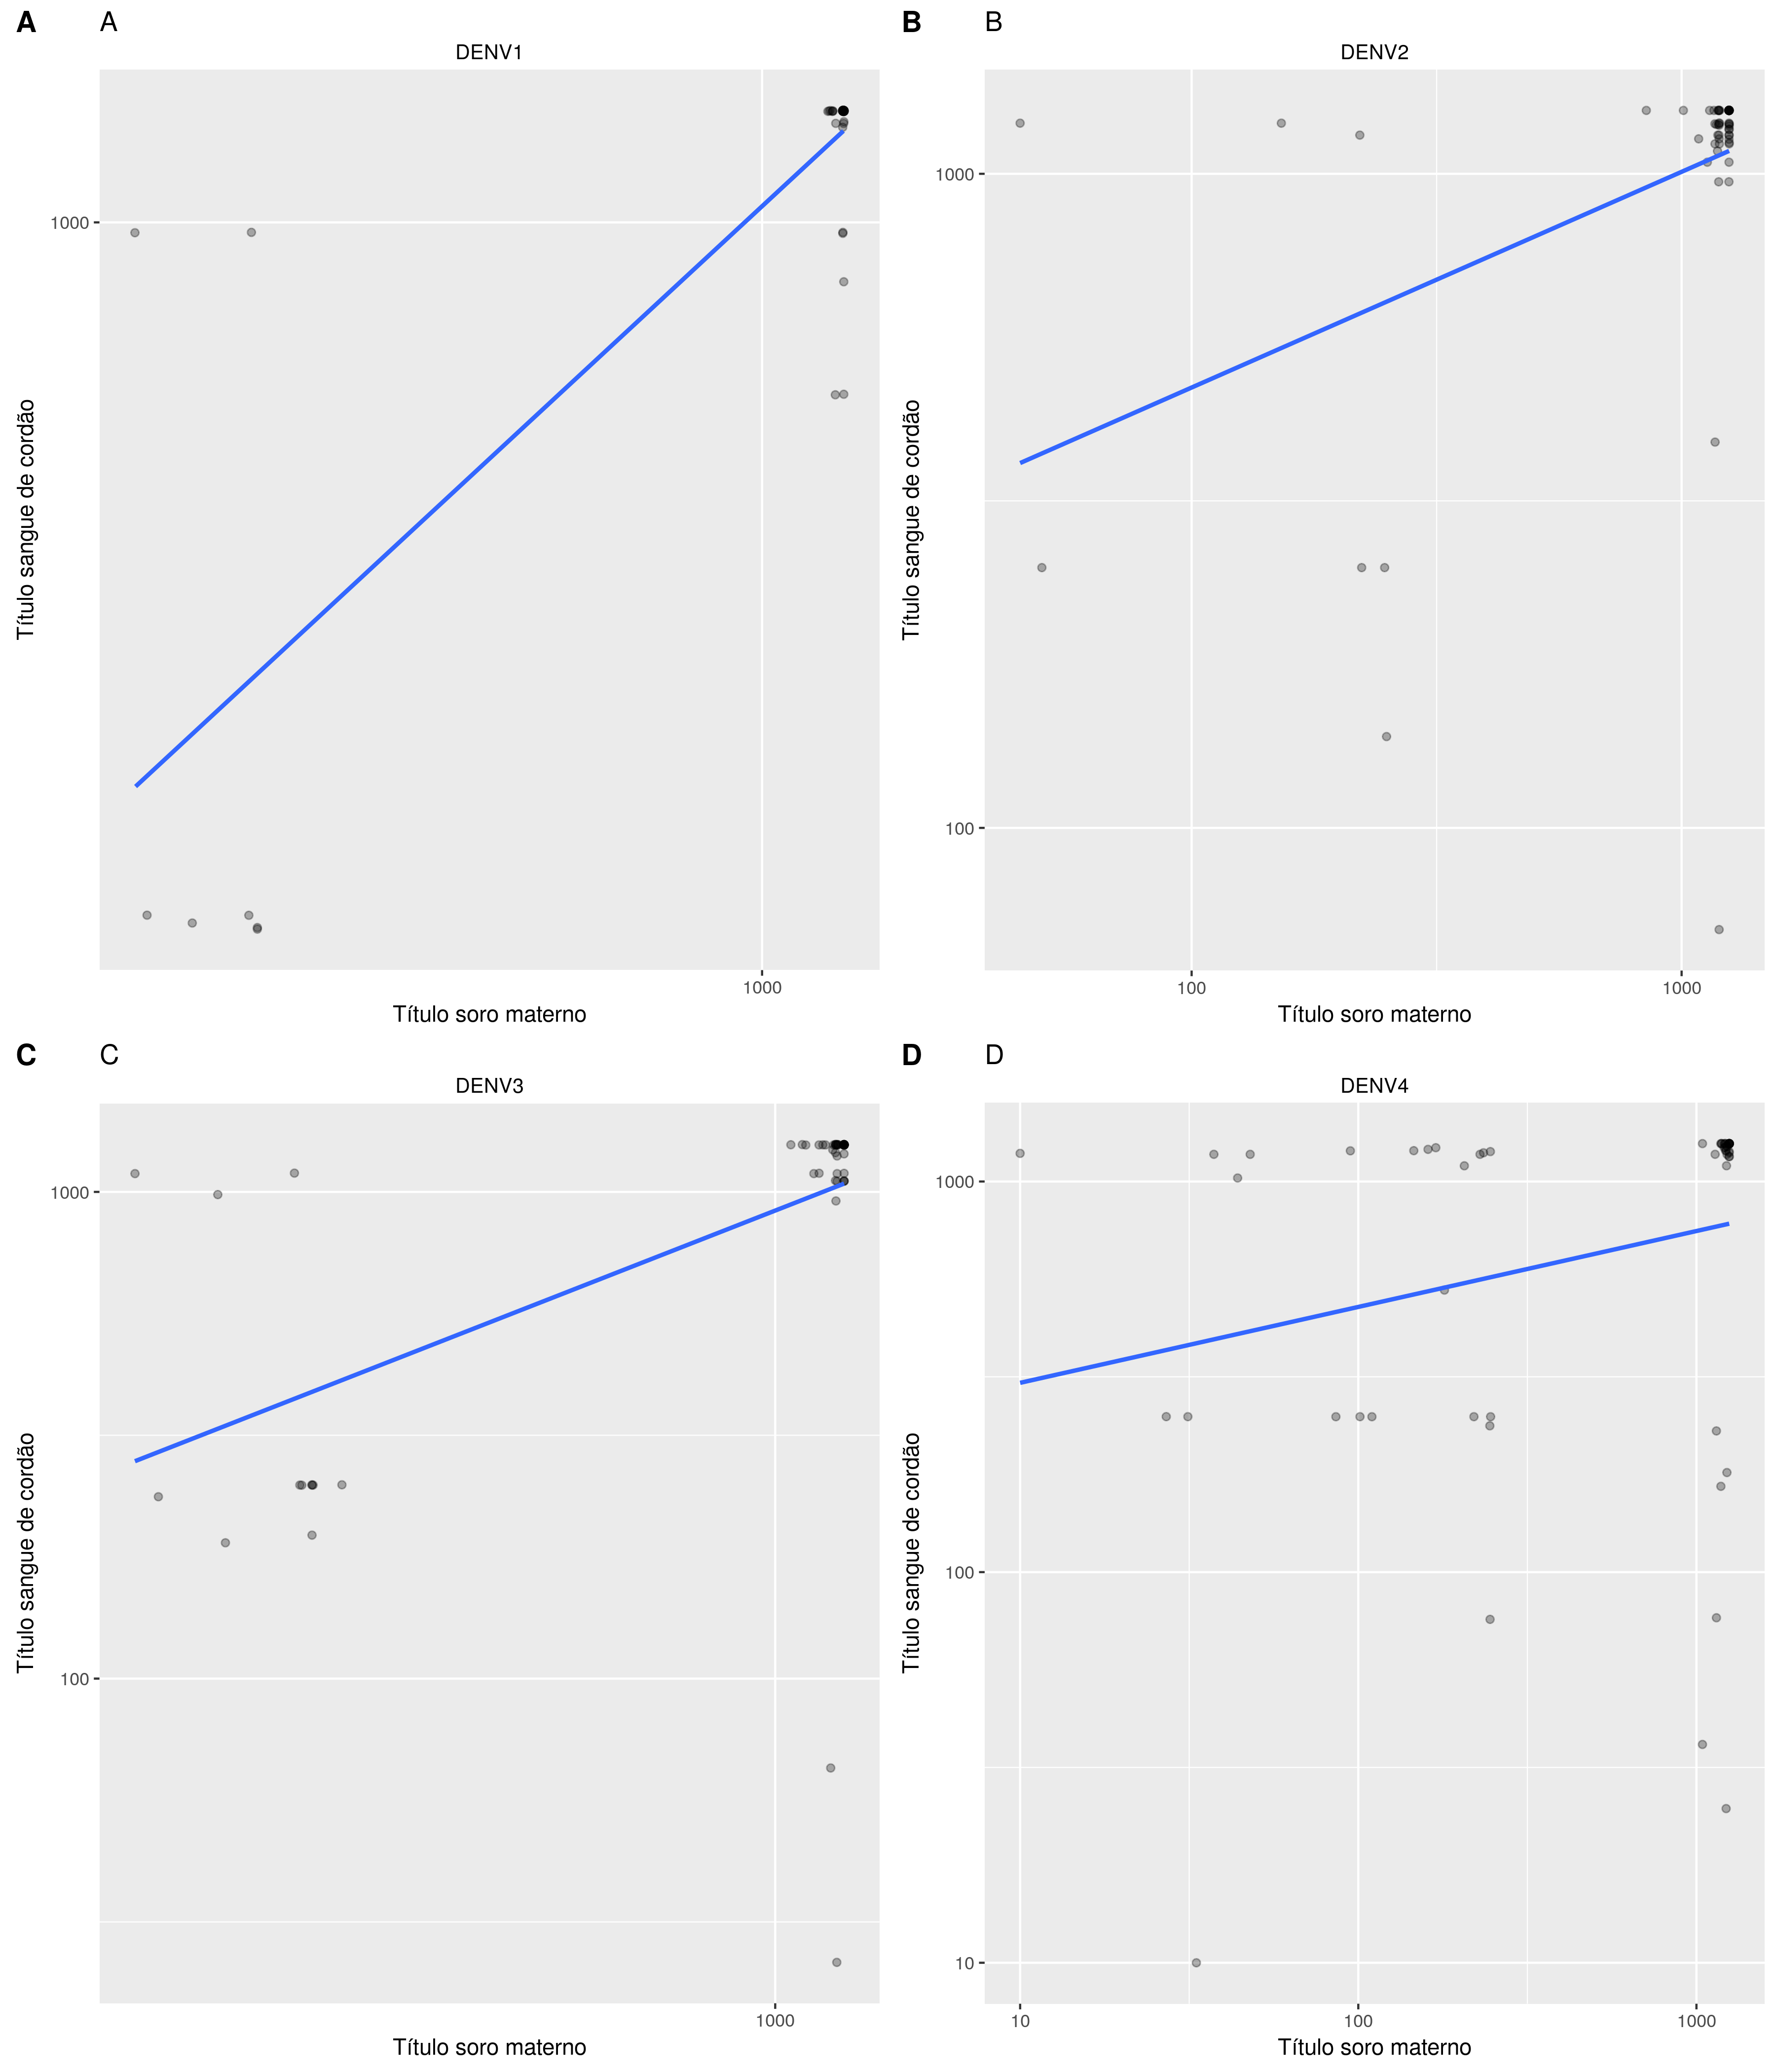 A
A
DENV1
1000
Título sangue de cordão
1000
Título soro materno
B
B
DENV2
1000
100
Título sangue de cordão
100
1000
Título soro materno
C
C
DENV3
1000
100
Título sangue de cordão
1000
Título soro materno
D
D
DENV4
1000
100
10
Título sangue de cordão
10
100
1000
Título soro materno